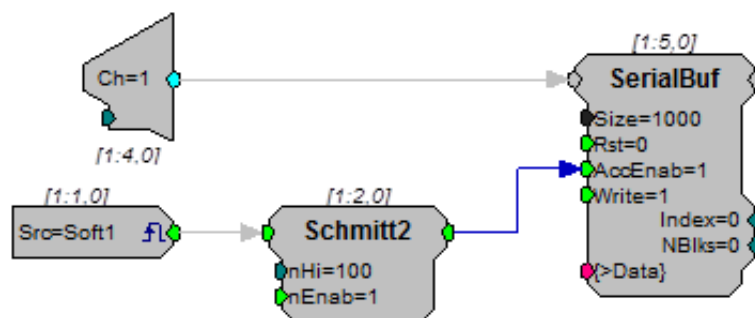 [1:5,0]
Ch=1
SerialBuf
Size=1000
Rst=0
[1:4,0]
AccEnab=1
[1:1,0]
[1:2,0]
Write=1
Index=0
Src=Soft1
Schmitt2
NBlks=0
nHi=100
{>Data}
nEnab=1